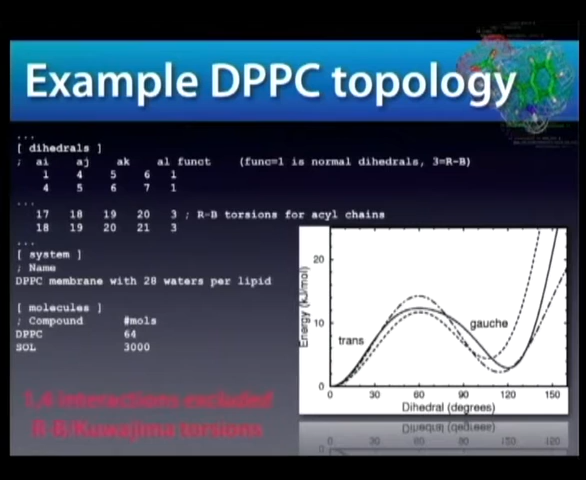 Example DPPC topology
...
[ dihedrals ]
; ai aj ak al funct (func=1 is normal dihedrals, 3=R-B)
1 4 5 6 1
4 5 6 7 1
...
17 18 19 20 3 ; R-B torsions for acyl chains
18 19 20 21 3
...
[ system ]
; Name
DPPC membrane with 28 waters per lipid
[ molecules ]
; Compound #mols
DPPC 64
SOL 3000
1,4 interactions excluded
R-B/Kuwajima torsions
Energy (kJ/mol)
20
10
0
trans
gauche
0 30 60 90 120 150
Dihedral (degrees)